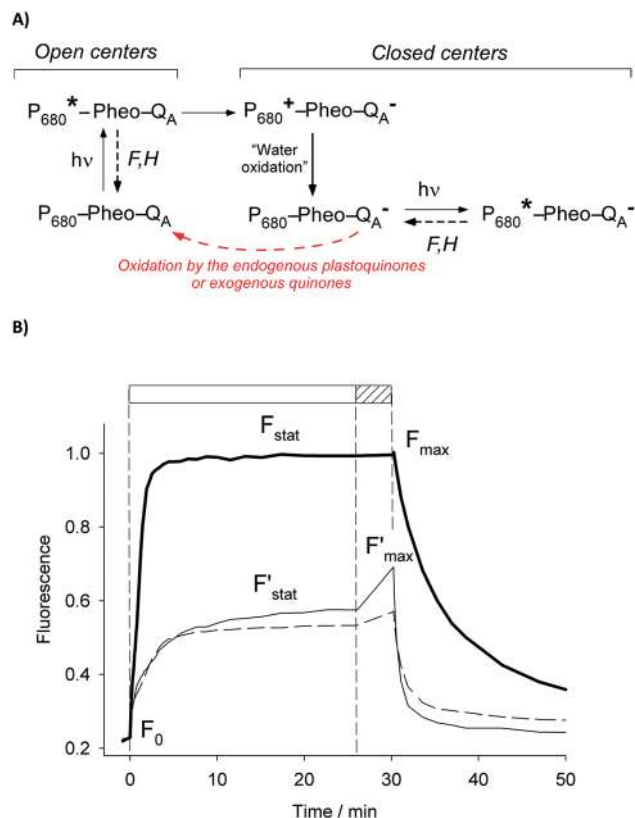 A)
Open centers
Closed centers
P680*–Pheo–QA
P680+–Pheo–QA-
hν
F,H
"Water oxidation"
P680–Pheo–QA
P680–Pheo–QA-
hν
F,H
P680*–Pheo–QA-
Oxidation by the endogenous plastoquinones
or exogenous quinones
B)
Fstat
Fmax
F'max
F'stat
F0
Fluorescence
1.0
0.8
0.6
0.4
0.2
0
10
20
30
40
50
Time / min